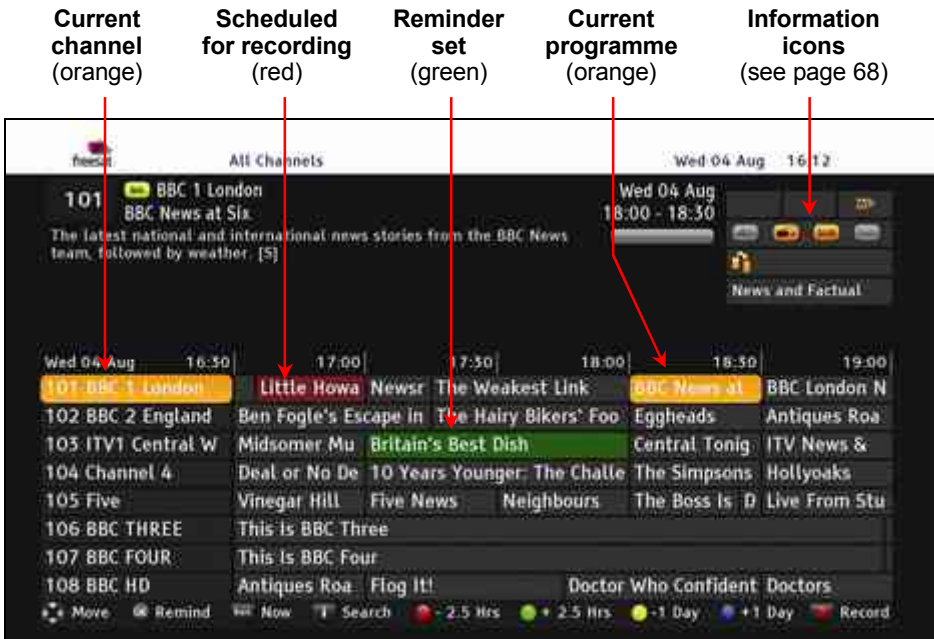 Current Scheduled Reminder Current Information
channel for recording set programme icons
(orange) (red) (green) (orange) (see page 68)
freesat All Channels Wed 04 Aug 16:12
101 BBC 1 London Wed 04 Aug
BBC News at Six 18:00 - 18:30
The latest national and international news stories from the BBC News
team, followed by weather. [S]
News and Factual
Wed 04 Aug 16:30 17:00 17:30 18:00 18:30 19:00
101 BBC 1 London Little Howa Newsr The Weakest Link BBC News at BBC London N
102 BBC 2 England Ben Fogle's Escape in The Hairy Bikers' Foo Eggheads Antiques Roa
103 ITV1 Central W Midsomer Mu Britain's Best Dish Central Tonig ITV News &
104 Channel 4 Deal or No De 10 Years Younger: The Challe The Simpsons Hollyoaks
105 Five Vinegar Hill Five News Neighbours The Boss Is D Live From Stu
106 BBC THREE This Is BBC Three
107 BBC FOUR This Is BBC Four
108 BBC HD Antiques Roa Flog It! Doctor Who Confident Doctors
Move OK Remind Now i Search - 2.5 Hrs + 2.5 Hrs -1 Day +1 Day Record